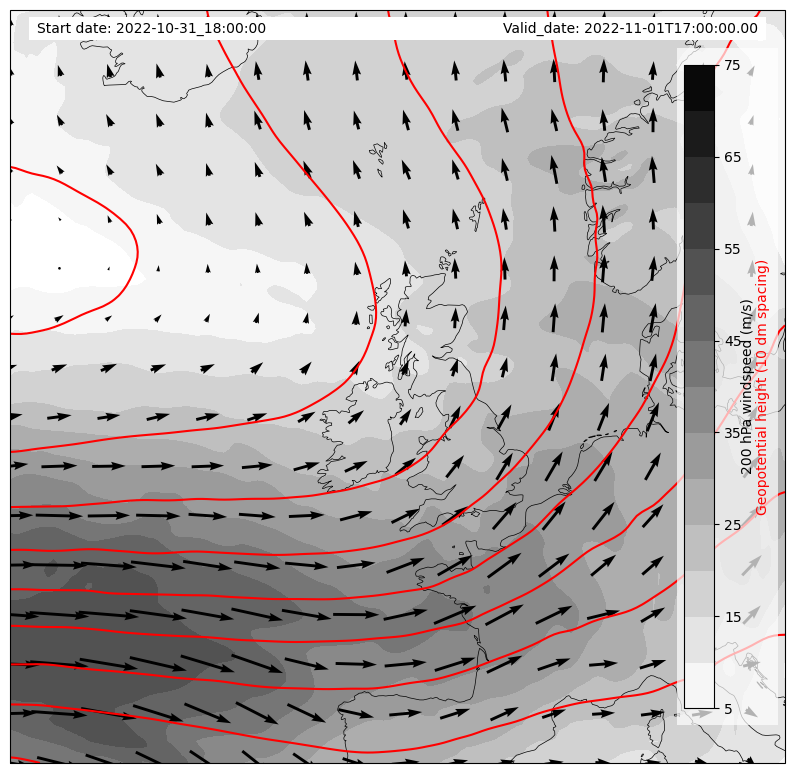 Start date: 2022-10-31_18:00:00
Valid_date: 2022-11-01T17:00:00.00
75
65
55
45
35
25
15
5
200 hPa windspeed (m/s)
Geopotential height (10 dm spacing)